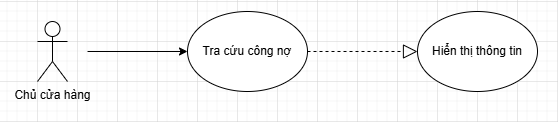 Tra cứu công nợ
Hiển thị thông tin
Chủ cửa hàng